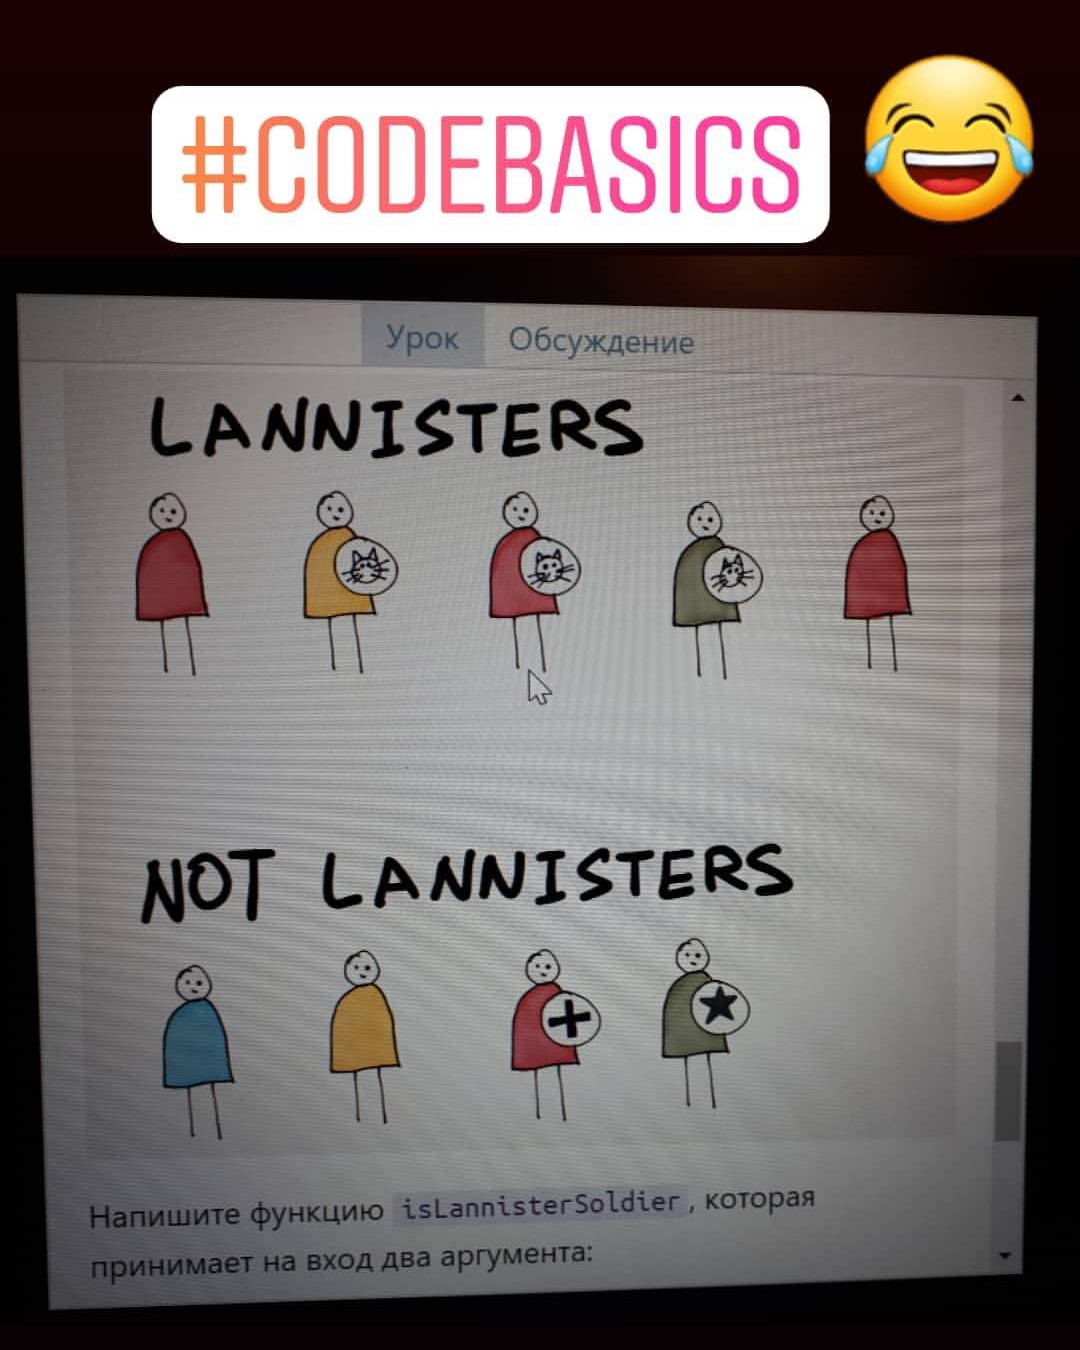 #CODEBASICS
Урок Обсуждение
LANNISTERS
NOT LANNISTERS
Напишите функцию isLannisterSoldier, которая
принимает на вход два аргумента: